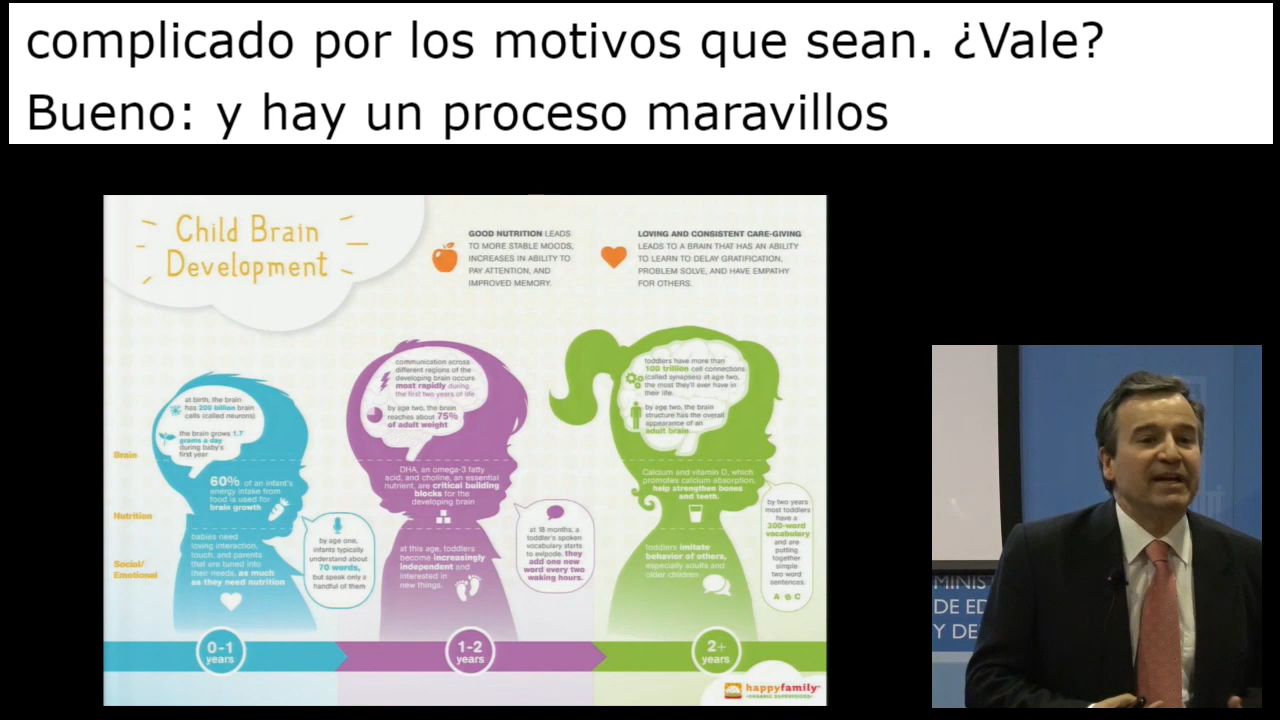 complicado por los motivos que sean. ¿Vale?
Bueno: y hay un proceso maravillos
Child Brain
Development
GOOD NUTRITION LEADS
TO MORE STABLE MOODS,
INCREASES IN ABILITY TO
PAY ATTENTION, AND
IMPROVED MEMORY.
LOVING AND CONSISTENT CARE-GIVING
LEADS TO A BRAIN THAT HAS AN ABILITY
TO LEARN TO DELAY GRATIFICATION,
PROBLEM SOLVE, AND HAVE EMPATHY
FOR OTHERS.
Brain
at birth, the brain
has 200 billion brain
cells (called neurons)
the brain grows 1.7
grams a day
during baby's
first year
communication across
different regions of the
developing brain occurs
most rapidly during
the first two years of life
by age two, the brain
reaches about 75%
of adult weight
toddlers have more than
100 trillion cell connections
(called synapses) at age two,
the most they'll ever have in
their life
by age two, the brain
structure has the overall
appearance of an
adult brain
Nutrition
60% of an infant's
energy intake from
food is used for
brain growth
DHA, an omega-3 fatty
acid, and choline, an essential
nutrient, are critical building
blocks for the
developing brain
Calcium and vitamin D, which
promotes calcium absorption,
help strengthen bones
and teeth.
Social/
Emotional
babies need
loving interaction,
touch, and parents
that are tuned into
their needs, as much
as they need nutrition
by age one,
infants typically
understand about
70 words,
but speak only a
handful of them
at this age, toddlers
become increasingly
independent and
interested in
new things.
at 18 months, a
toddler's spoken
vocabulary starts
to exlpode. they
add one new
word every two
waking hours.
toddlers imitate
behavior of others,
especially adults and
older children
by two years
most toddlers
have a
300-word
vocabulary
and are
putting
together
simple
two word
sentences.
A B C
0-1
years
1-2
years
2+
years
happyfamily
ORGANIC SUPERFOODS
MINIS
DE ED
Y DE